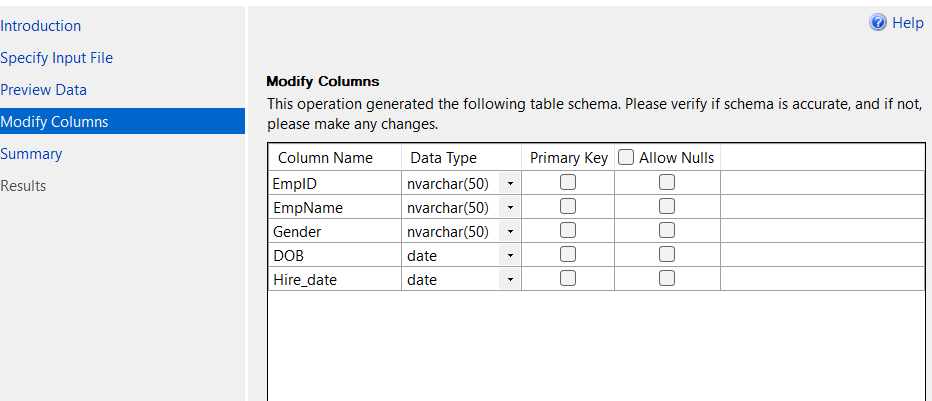 Introduction
Specify Input File
Preview Data
Modify Columns
Summary
Results
Help
Modify Columns
This operation generated the following table schema. Please verify if schema is accurate, and if not,
please make any changes.
Column Name Data Type Primary Key Allow Nulls
EmpID nvarchar(50)
EmpName nvarchar(50)
Gender nvarchar(50)
DOB date
Hire_date date